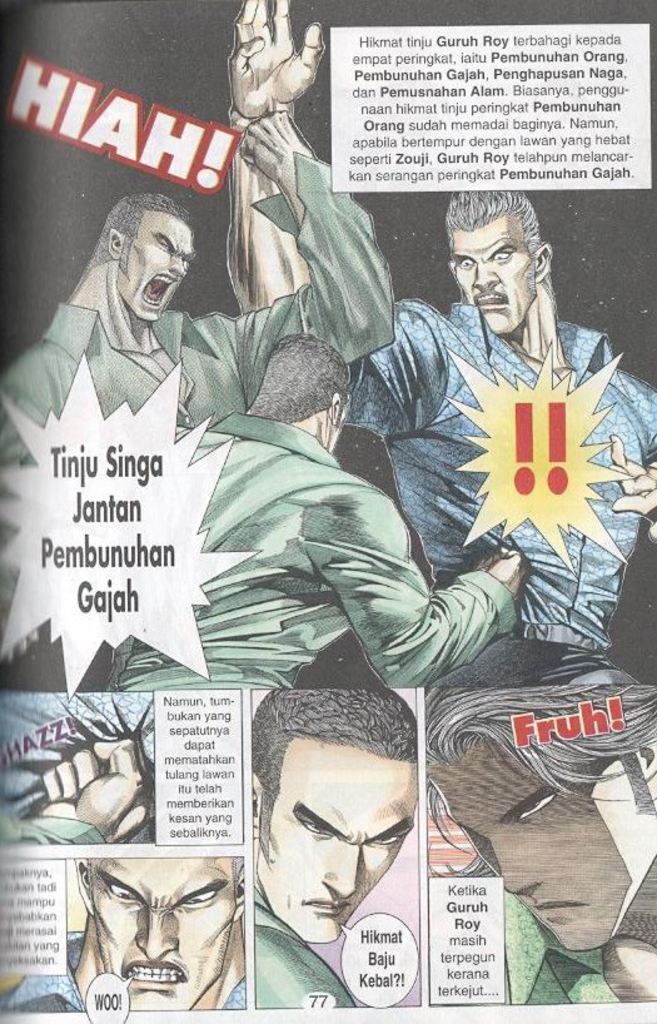 HIAH!
Hikmat tinju Guruh Roy terbahagi kepada
empat peringkat, iaitu Pembunuhan Orang,
Pembunuhan Gajah, Penghapusan Naga,
dan Pemusnahan Alam. Biasanya, penggu-
naan hikmat tinju peringkat Pembunuhan
Orang sudah memadai baginya. Namun,
apabila bertempur dengan lawan yang hebat
seperti Zouji, Guruh Roy telahpun melancar-
kan serangan peringkat Pembunuhan Gajah.
!!
Tinju Singa
Jantan
Pembunuhan
Gajah
Namun, tum-
bukan yang
sepatutnya
dapat
mematahkan
tulang lawan
itu telah
memberikan
kesan yang
sebaliknya.
tadi
mampu
merasai
yang
WOO!
Hikmat
Baju
Kebal?!
Fruh!
Ketika
Guruh
Roy
masih
terpegun
kerana
terkejut....
77